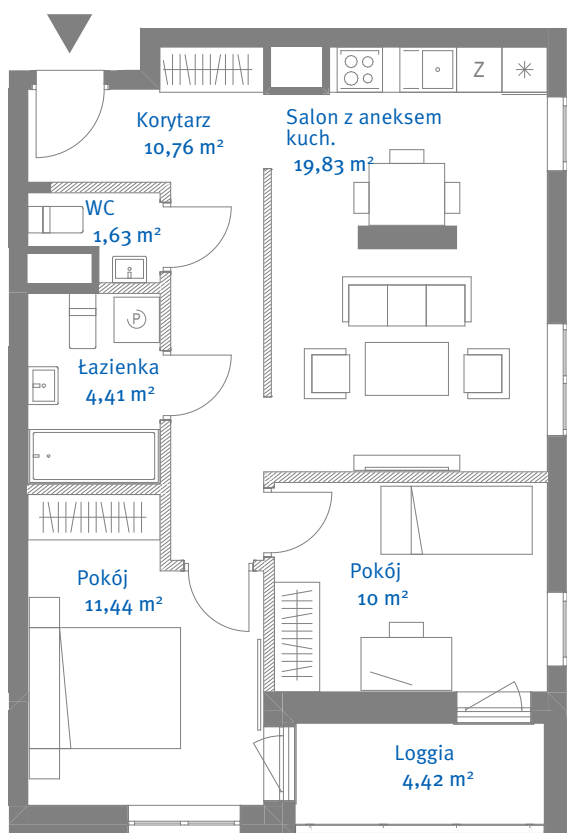 Korytarz
10,76 m²
Salon z aneksem
kuch.
19,83 m²
Z
WC
1,63 m²
P
Łazienka
4,41 m²
Pokój
11,44 m²
Pokój
10 m²
Loggia
4,42 m²